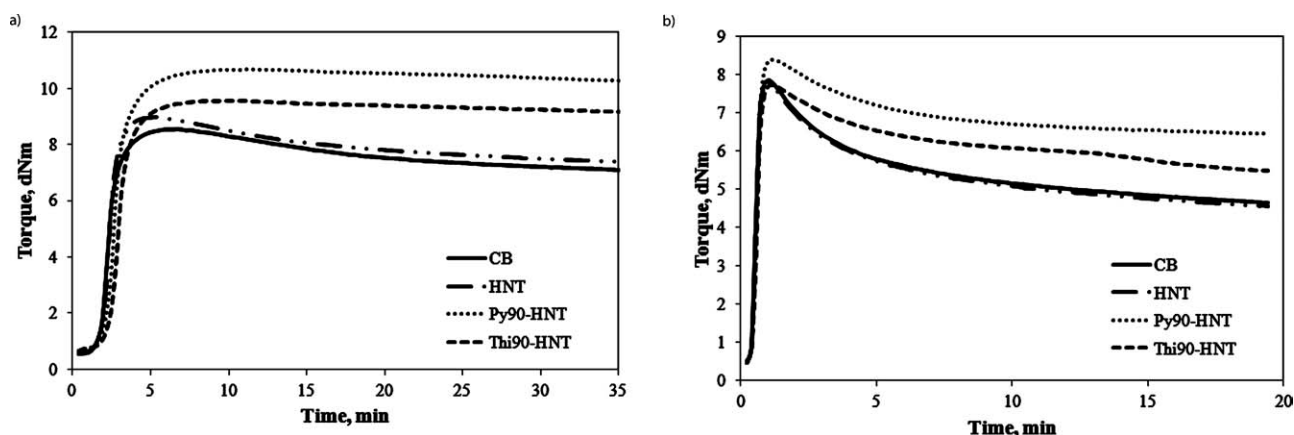 a)
12
10
8
6
4
2
0
Torque, dNm
CB
HNT
Py90-HNT
Thi90-HNT
0 5 10 15 20 25 30 35
Time, min
b)
9
8
7
6
5
4
3
2
1
0
Torque, dNm
CB
HNT
Py90-HNT
Thi90-HNT
0 5 10 15 20
Time, min